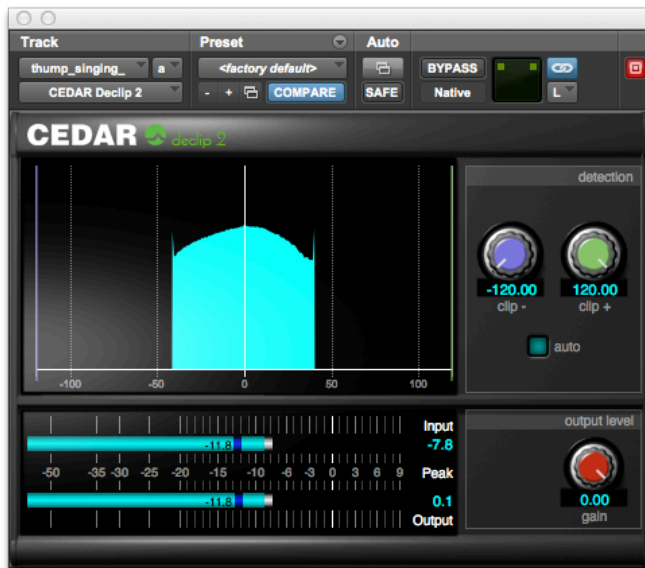 Track Preset Auto
thump_singing_ a <factory default>
BYPASS
CEDAR Declip 2 - + COMPARE SAFE Native L
CEDAR declip 2
detection
-120.00 120.00
clip - clip +
auto
-100 -50 0 50 100
output level
Input
-11.8 -7.8
-50 -35 -30 -25 -20 -15 -10 -6 -3 0 3 6 9 Peak
-11.8 0.1
Output
0.00
gain